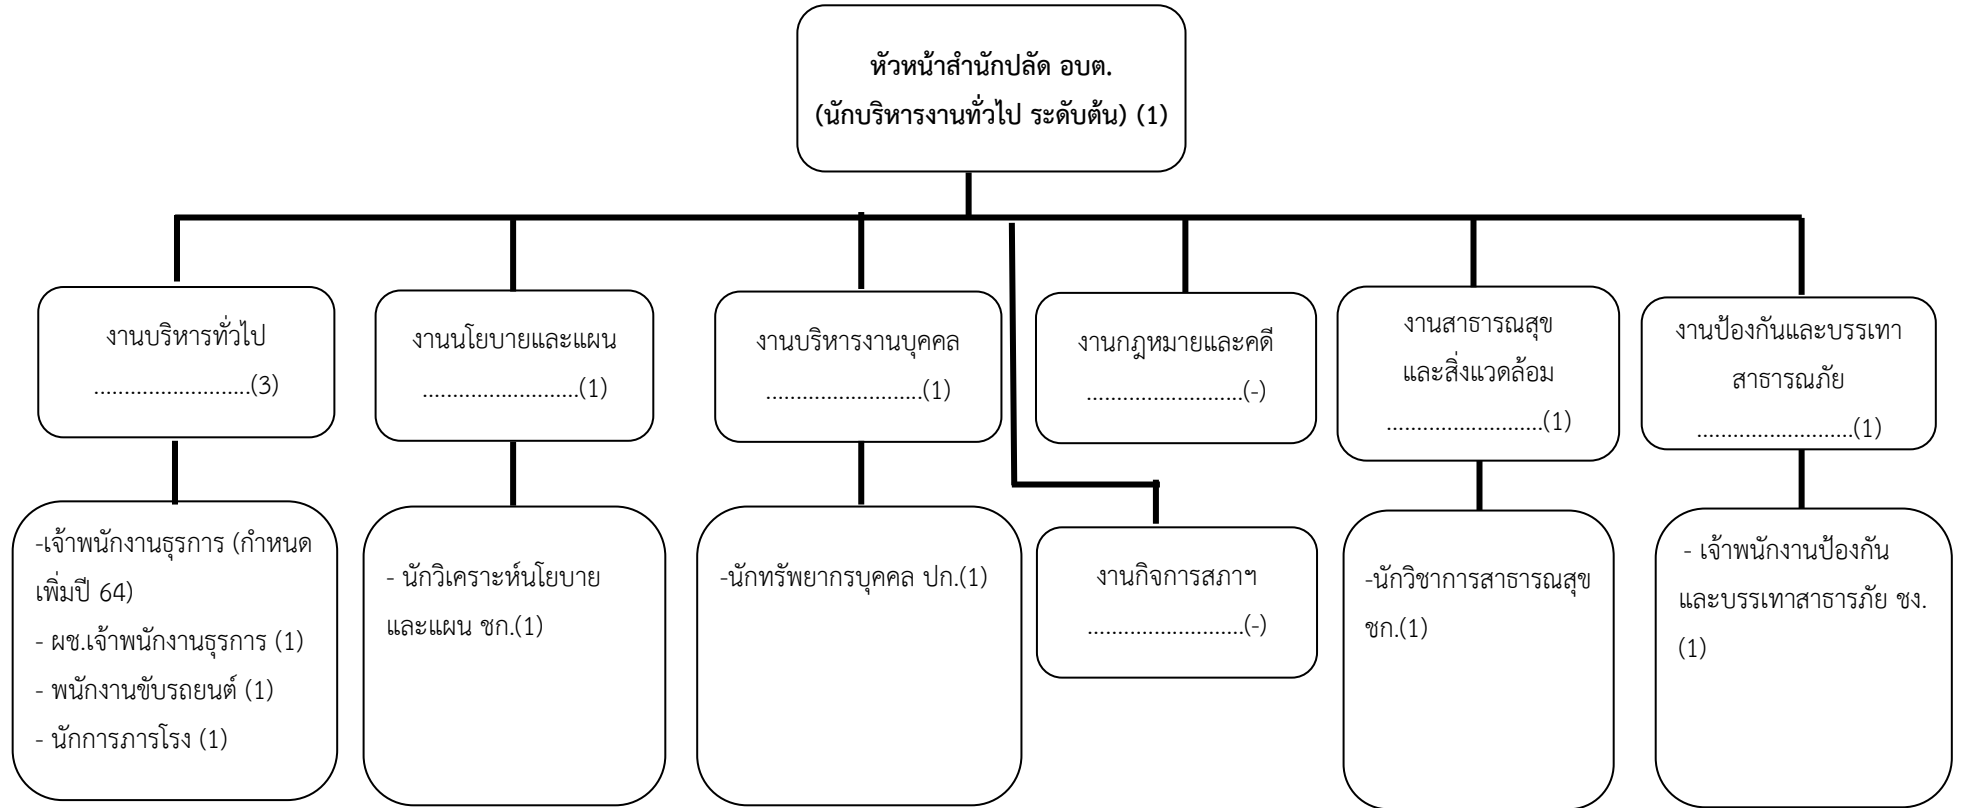 หัวหน้าสำนักปลัด อบต.
(นักบริหารงานทั่วไป ระดับต้น) (1)
งานบริหารทั่วไป
..........................(3)
งานนโยบายและแผน
..........................(1)
งานบริหารงานบุคคล
..........................(1)
งานกฎหมายและคดี
..........................(-)
งานสาธารณสุข
และสิ่งแวดล้อม
..........................(1)
งานป้องกันและบรรเทา
สาธารณภัย
..........................(1)
-เจ้าพนักงานธุรการ (กำหนด
เพิ่มปี 64)
- ผช.เจ้าพนักงานธุรการ (1)
- พนักงานขับรถยนต์ (1)
- นักการภารโรง (1)
- นักวิเคราะห์นโยบาย
และแผน ชก.(1)
-นักทรัพยากรบุคคล ปก.(1)
งานกิจการสภาฯ
..........................(-)
-นักวิชาการสาธารณสุข
ชก.(1)
- เจ้าพนักงานป้องกัน
และบรรเทาสาธารภัย ชง.
(1)